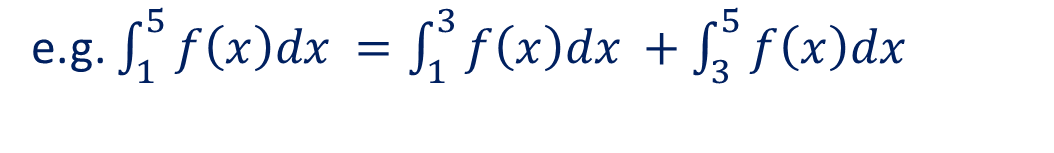 e.g. ∫₁⁵ f(x)dx = ∫₁³ f(x)dx + ∫₃⁵ f(x)dx